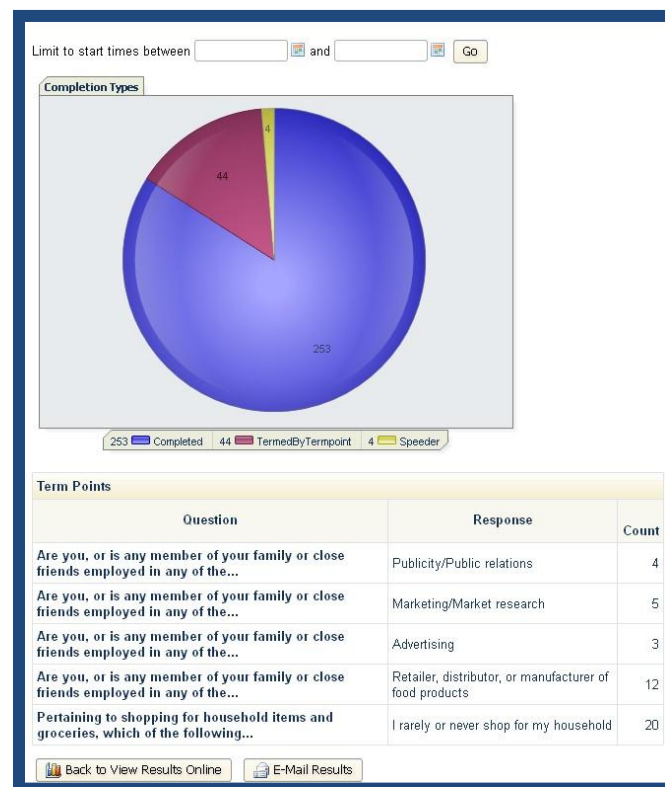 Limit to start times between and Go
Completion Types
4
44
253
253 Completed 44 TermedByTermpoint 4 Speeder
Term Points
Question Response Count
Are you, or is any member of your family or close
friends employed in any of the...
Publicity/Public relations 4
Are you, or is any member of your family or close
friends employed in any of the...
Marketing/Market research 5
Are you, or is any member of your family or close
friends employed in any of the...
Advertising 3
Are you, or is any member of your family or close
friends employed in any of the...
Retailer, distributor, or manufacturer of
food products
12
Pertaining to shopping for household items and
groceries, which of the following...
I rarely or never shop for my household 20
Back to View Results Online E-Mail Results